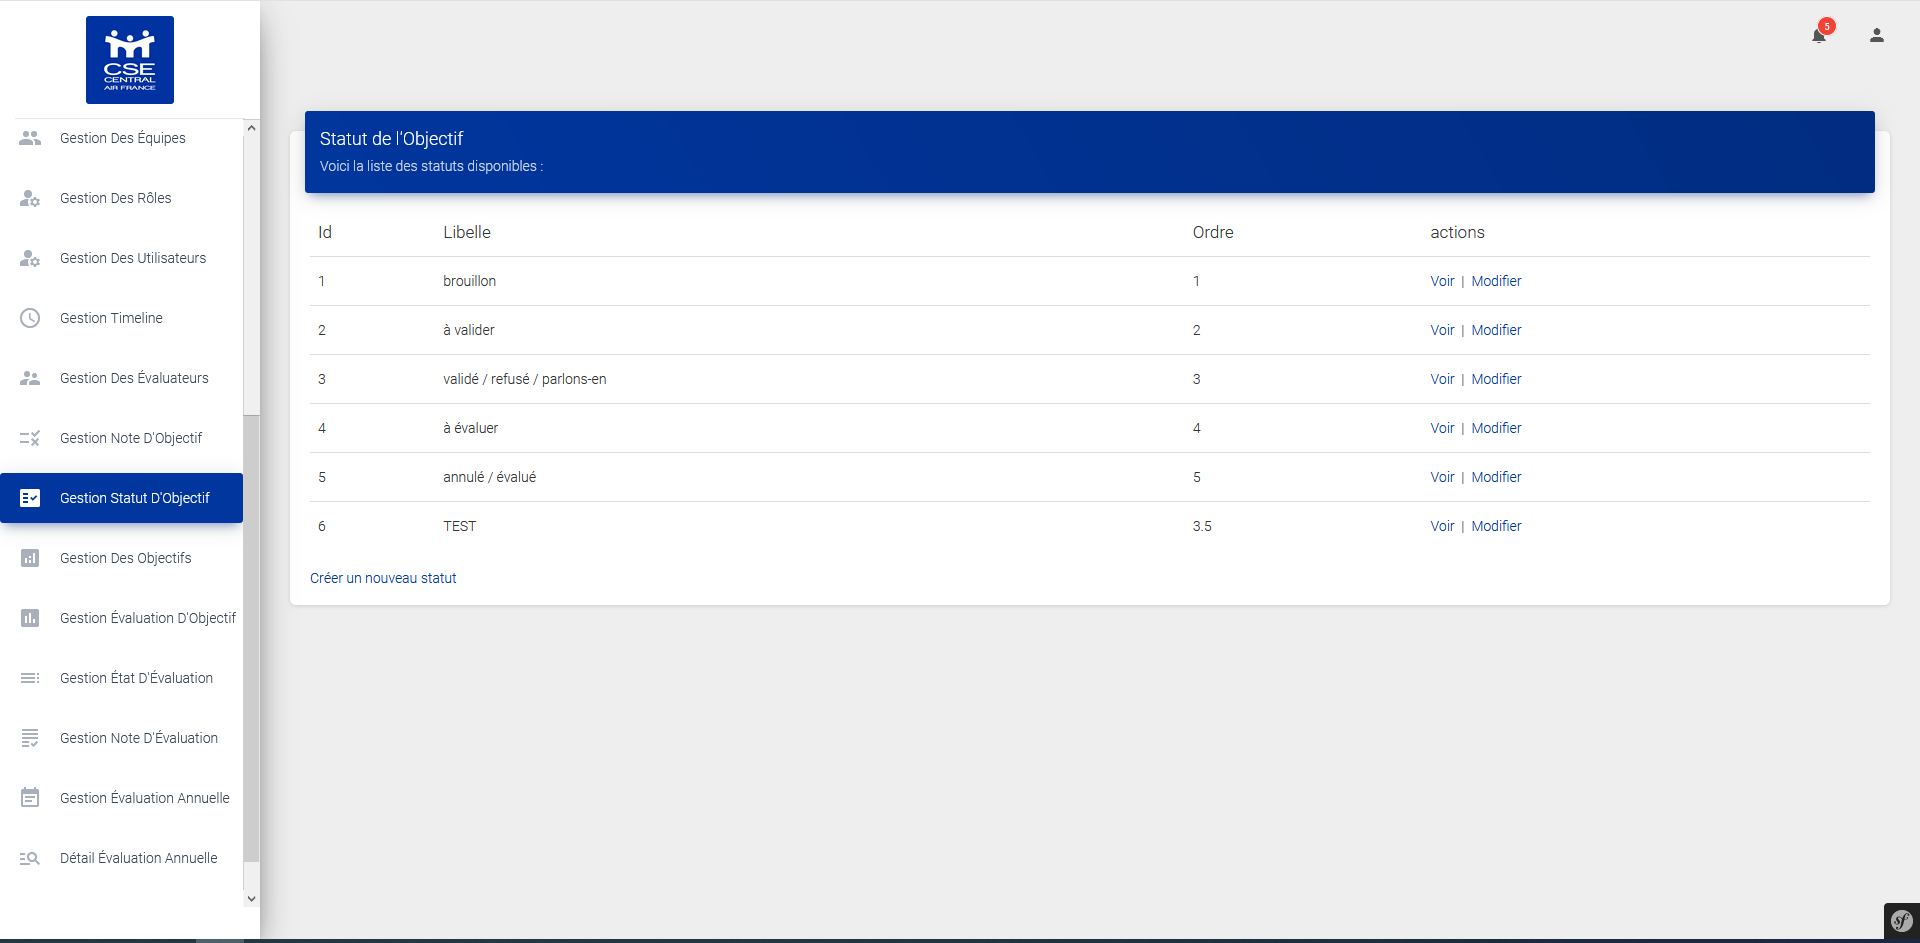 CSE
CENTRAL
AIR FRANCE
5
Gestion Des Équipes
Gestion Des Rôles
Gestion Des Utilisateurs
Gestion Timeline
Gestion Des Évaluateurs
Gestion Note D'Objectif
Gestion Statut D'Objectif
Gestion Des Objectifs
Gestion Évaluation D'Objectif
Gestion État D'Évaluation
Gestion Note D'Évaluation
Gestion Évaluation Annuelle
Détail Évaluation Annuelle
Statut de l'Objectif
Voici la liste des statuts disponibles :
Id Libelle Ordre actions
1 brouillon 1 Voir | Modifier
2 à valider 2 Voir | Modifier
3 validé / refusé / parlons-en 3 Voir | Modifier
4 à évaluer 4 Voir | Modifier
5 annulé / évalué 5 Voir | Modifier
6 TEST 3.5 Voir | Modifier
Créer un nouveau statut
sf